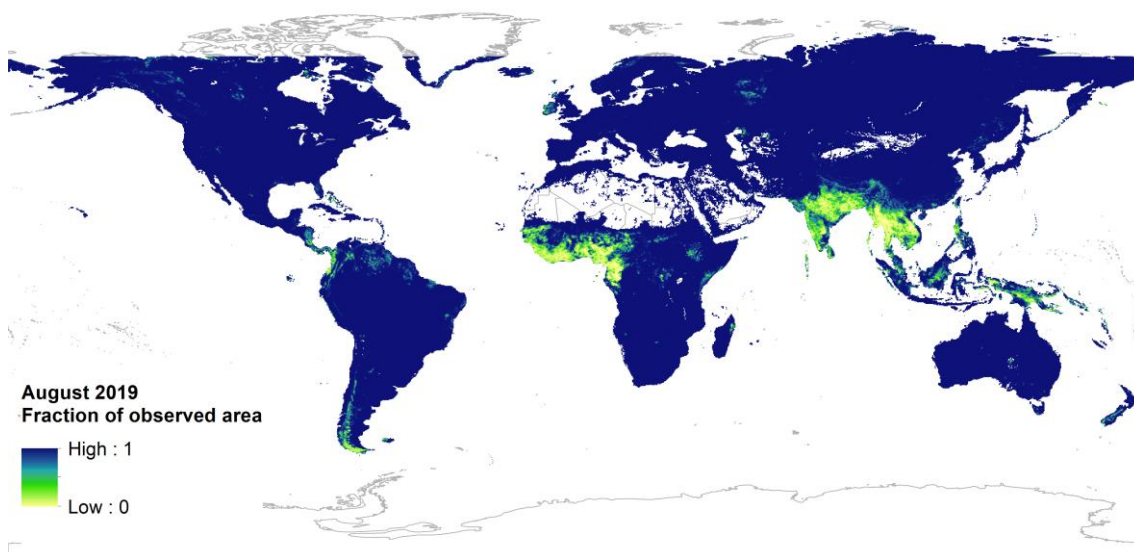 August 2019
Fraction of observed area
High : 1
Low : 0